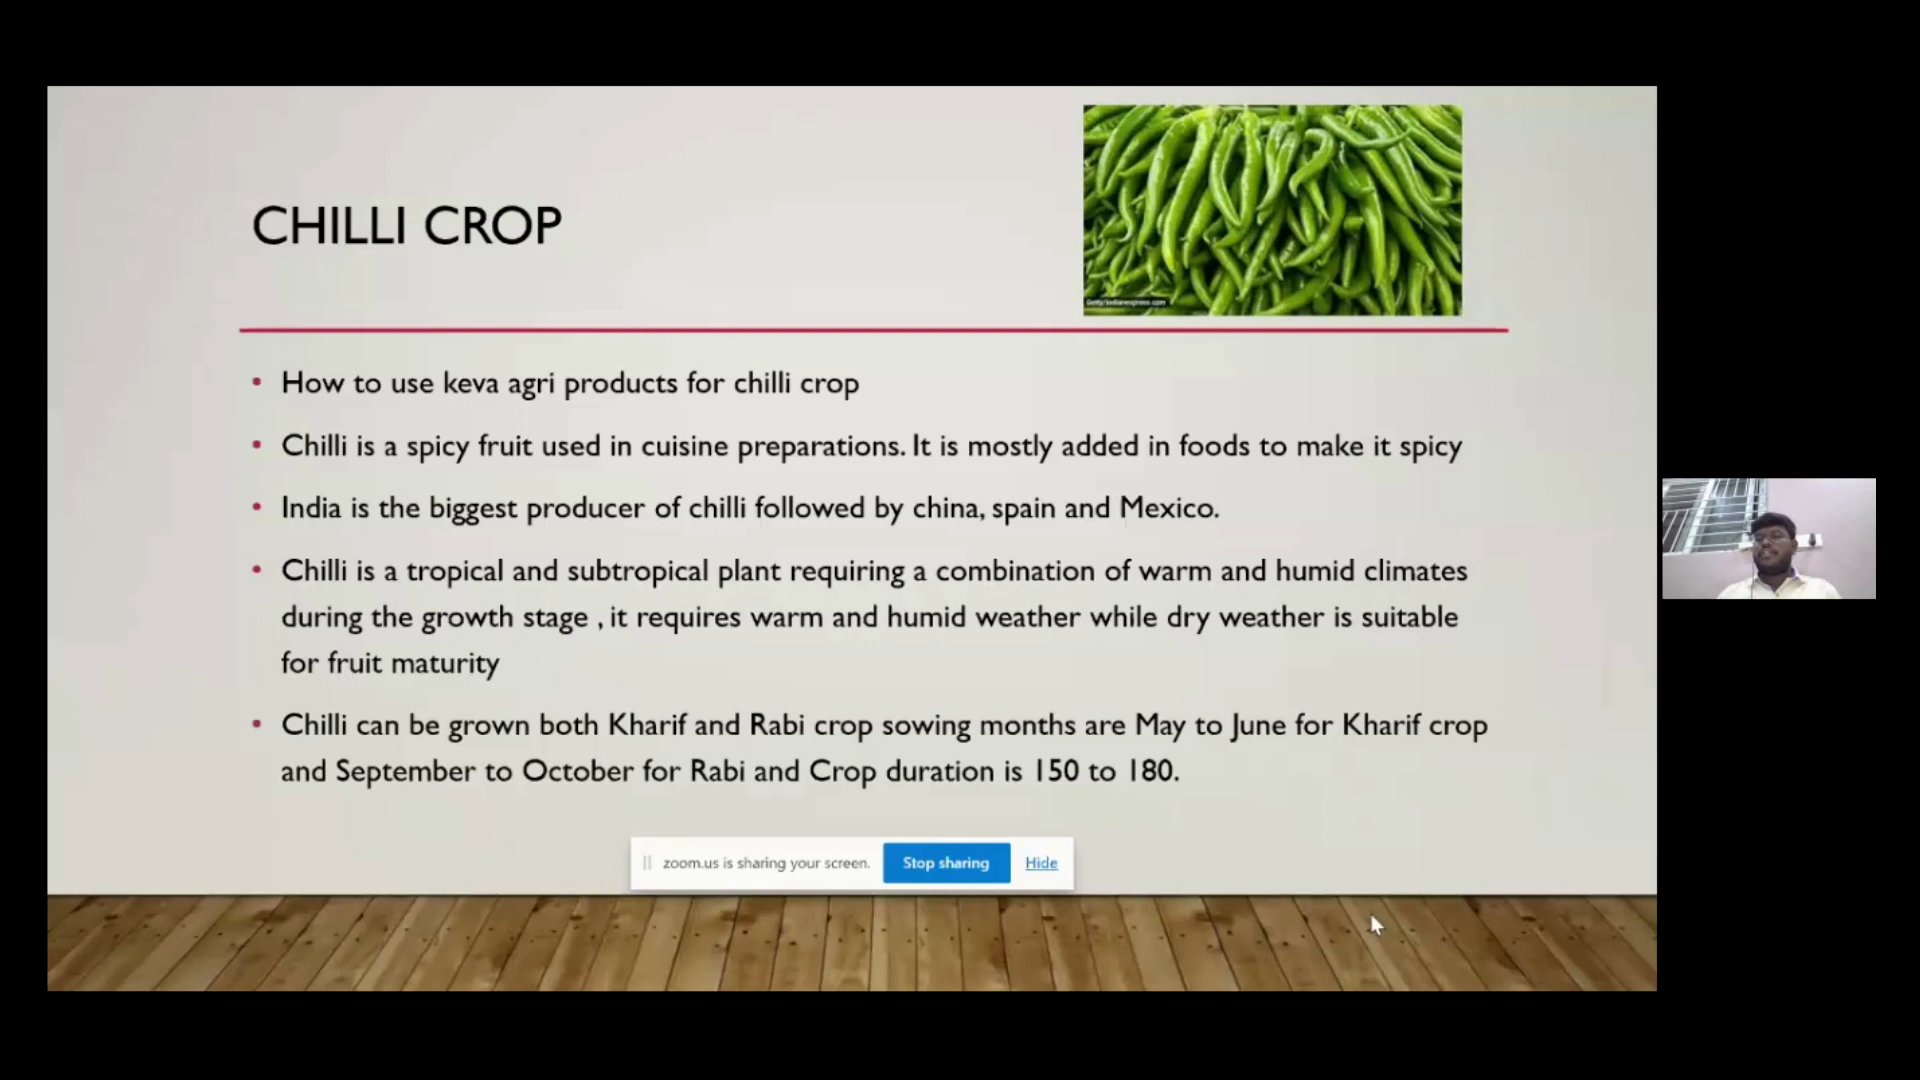 Getty/indianexpress.com
CHILLI CROP
• How to use keva agri products for chilli crop
• Chilli is a spicy fruit used in cuisine preparations. It is mostly added in foods to make it spicy
• India is the biggest producer of chilli followed by china, spain and Mexico.
• Chilli is a tropical and subtropical plant requiring a combination of warm and humid climates
during the growth stage , it requires warm and humid weather while dry weather is suitable
for fruit maturity
• Chilli can be grown both Kharif and Rabi crop sowing months are May to June for Kharif crop
and September to October for Rabi and Crop duration is 150 to 180.
zoom.us is sharing your screen. Stop sharing Hide